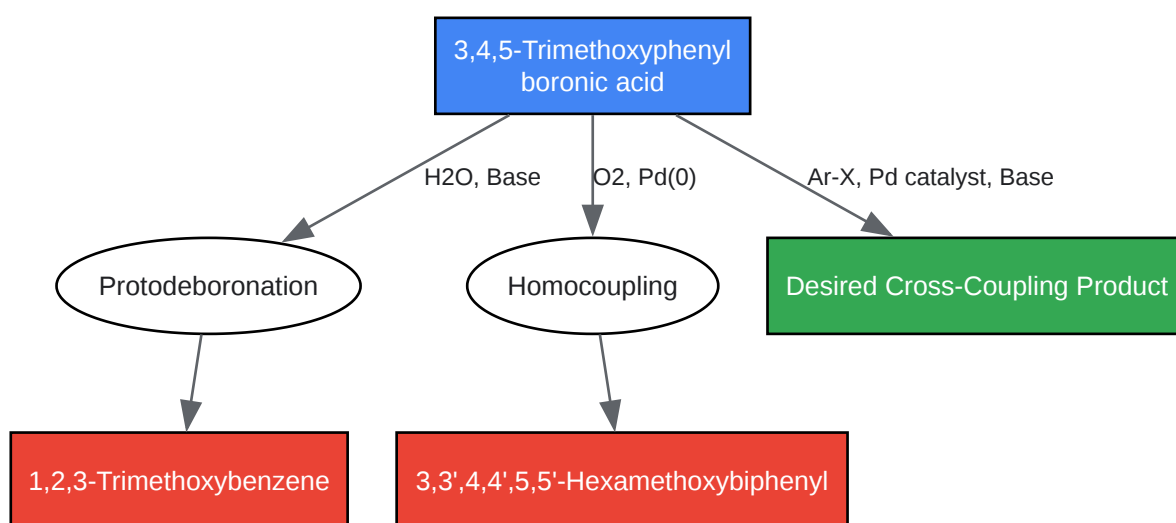 3,4,5-Trimethoxyphenyl
boronic acid
H2O, Base
O2, Pd(0)
Ar-X, Pd catalyst, Base
Protodeboronation
Homocoupling
Desired Cross-Coupling Product
1,2,3-Trimethoxybenzene
3,3',4,4',5,5'-Hexamethoxybiphenyl